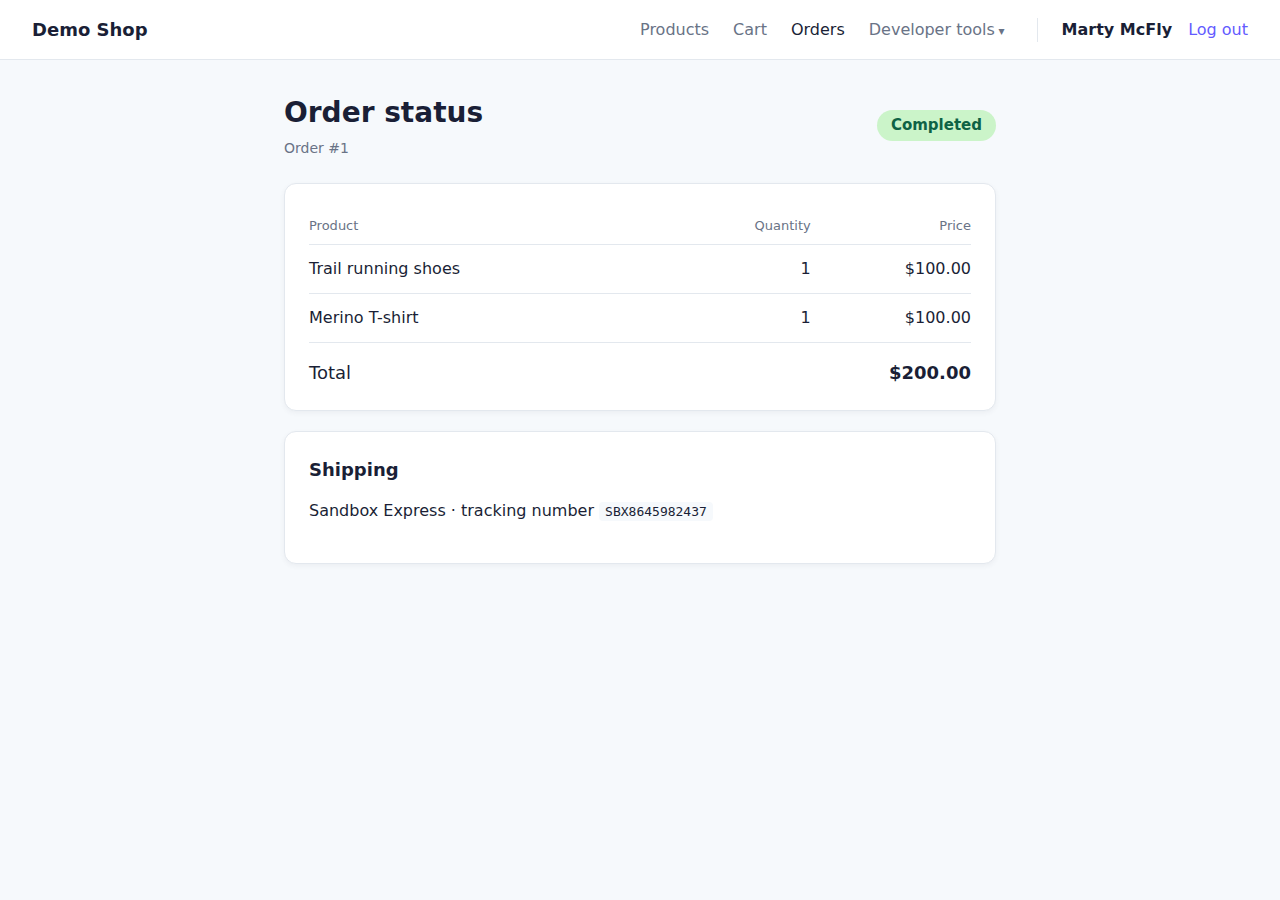 Demo Shop Products Cart Orders Developer tools ▾ Marty McFly Log out
Order status
Completed
Order #1
Product Quantity Price
Trail running shoes 1 $100.00
Merino T-shirt 1 $100.00
Total $200.00
Shipping
Sandbox Express · tracking number SBX8645982437